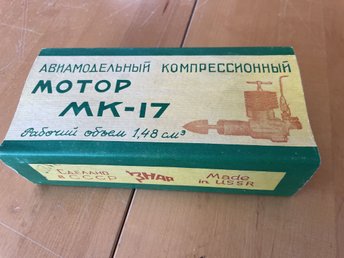 АВИАМОДЕЛЬНЫЙ КОМПРЕССИОННЫЙ
МОТОР
МК-17
Рабочий объем 1,48 см³
СДЕЛАНО
В СССР
Made
in USSR